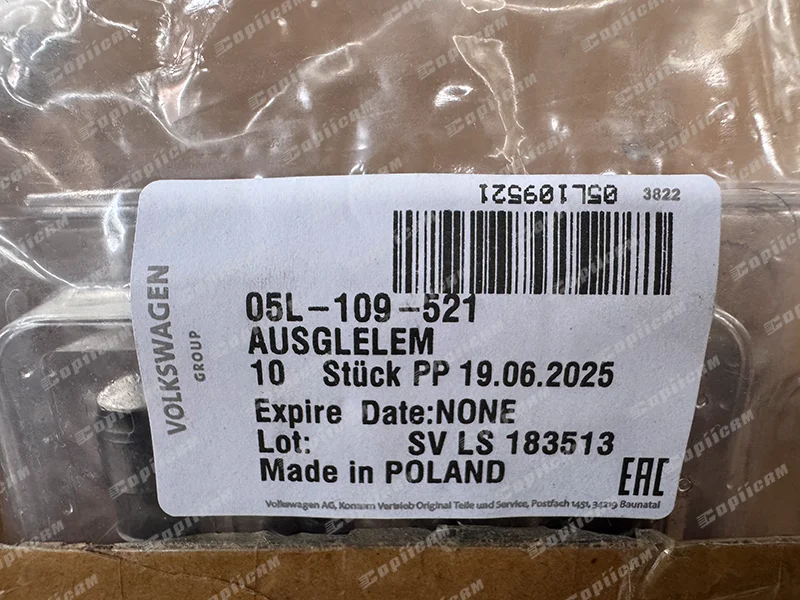 05L109521 3822
05L-109-521
AUSGLELEM
10 Stück PP 19.06.2025
Expire Date:NONE
Lot: SV LS 183513
Made in POLAND
EAC
Volkswagen AG, Konzern Vertrieb Original Teile und Service, Postfach 1451, 34219 Baunatal
VOLKSWAGEN
GROUP
Copiicam